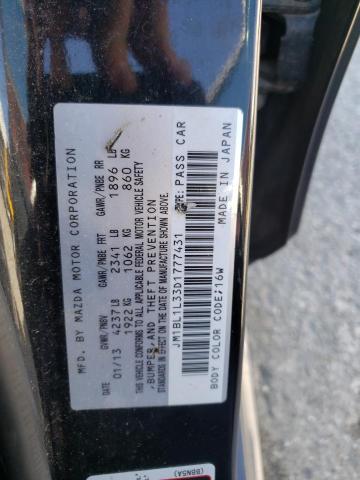 MFD. BY MAZDA MOTOR CORPORATION
GVWR/PNBV GAWR/PNBE FRT GAWR/PNBE RR
01/13 4237 LB 2341 LB 1896 LB
1922 KG 1062 KG 860 KG
THIS VEHICLE CONFORMS TO ALL APPLICABLE FEDERAL MOTOR VEHICLE SAFETY
,BUMPER,AND THEFT PREVENTION
STANDARDS IN EFFECT ON THE DATE OF MANUFACTURE SHOWN ABOVE.
JM1BL1L33D1777431 TYPE:PASS CAR
BODY COLOR CODE;16W MADE IN JAPAN
(BBN5A)